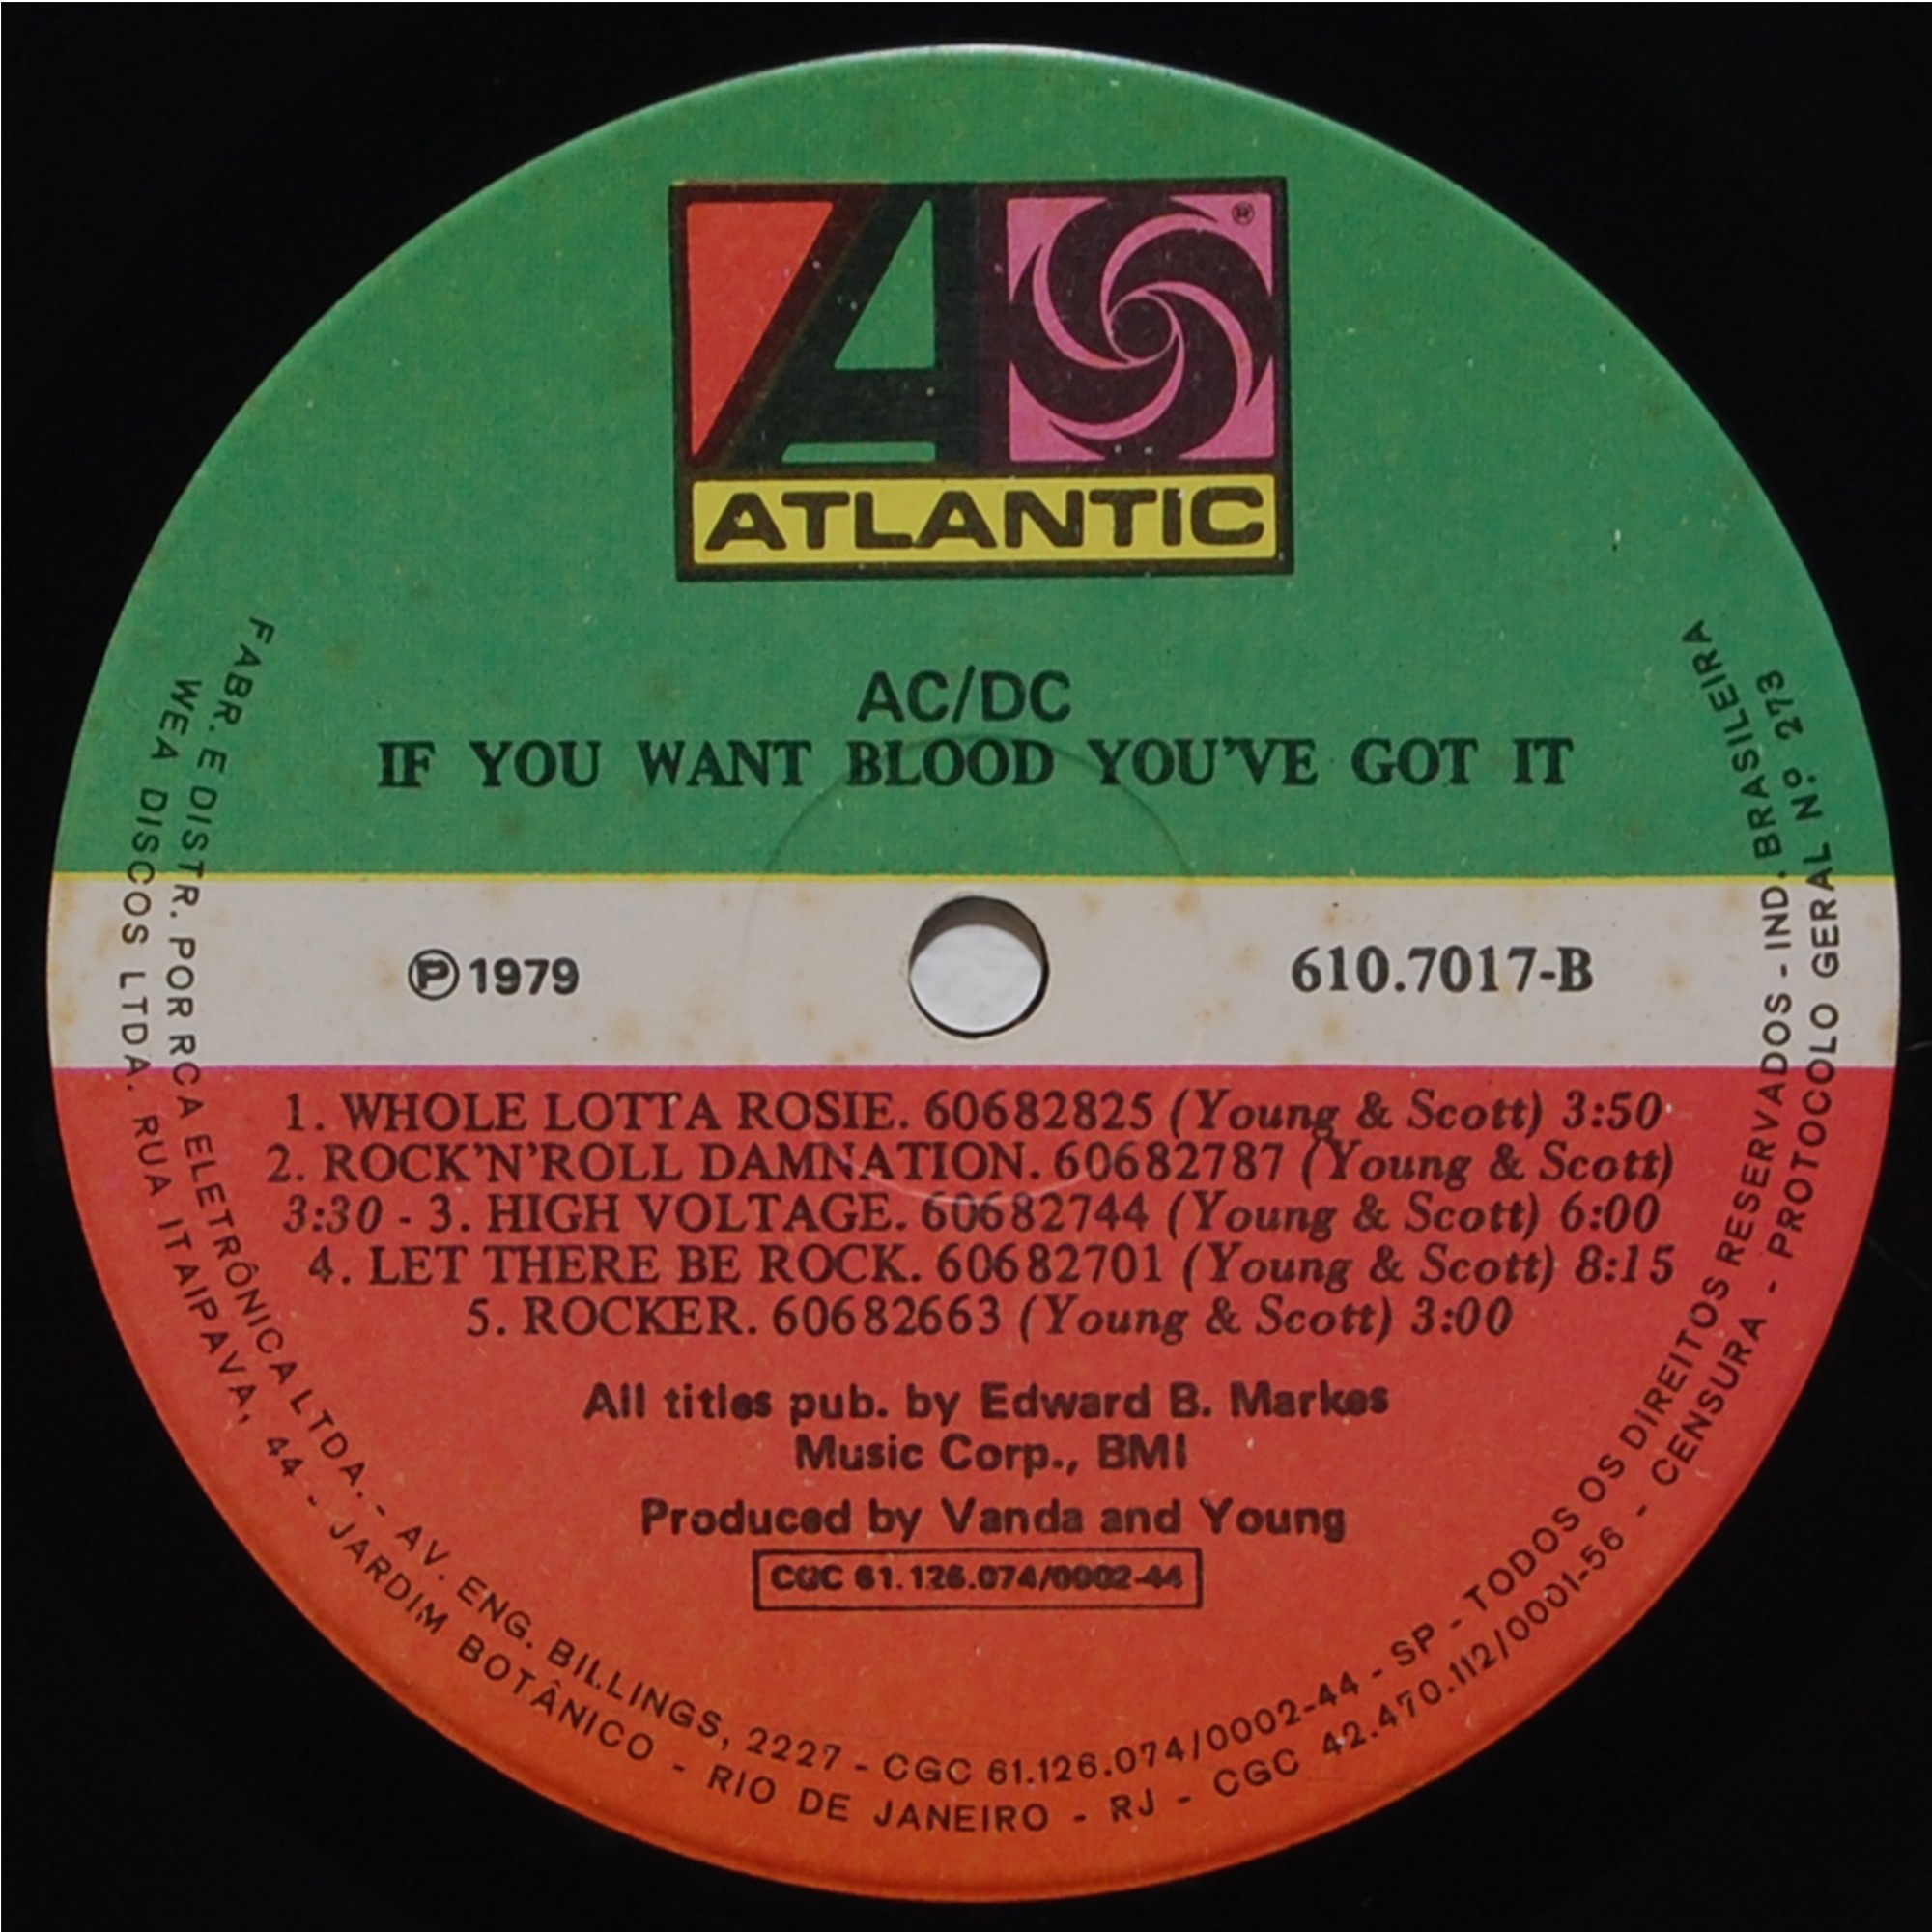 ®
ATLANTIC
AC/DC
IF YOU WANT BLOOD YOU'VE GOT IT
Ⓟ1979
610.7017-B
1. WHOLE LOTTA ROSIE. 60682825 (Young & Scott) 3:50
2. ROCK'N'ROLL DAMNATION. 60682787 (Young & Scott)
3:30 - 3. HIGH VOLTAGE. 60682744 (Young & Scott) 6:00
4. LET THERE BE ROCK. 60682701 (Young & Scott) 8:15
5. ROCKER. 60682663 (Young & Scott) 3:00
All titles pub. by Edward B. Markes
Music Corp., BMI
Produced by Vanda and Young
CGC 61.126.074/0002-44
FABR. E DISTR. POR RCA ELETRÔNICA LTDA. - AV. ENG. BILLINGS, 2227 - CGC 61.126.074/0002-44 - SP - TODOS OS DIREITOS RESERVADOS - IND. BRASILEIRA
WEA DISCOS LTDA. RUA ITAIPAVA, 44 - JARDIM BOTÂNICO - RIO DE JANEIRO - RJ - CGC 42.470.112/0001-56 - CENSURA - PROTOCOLO GERAL N.º 273